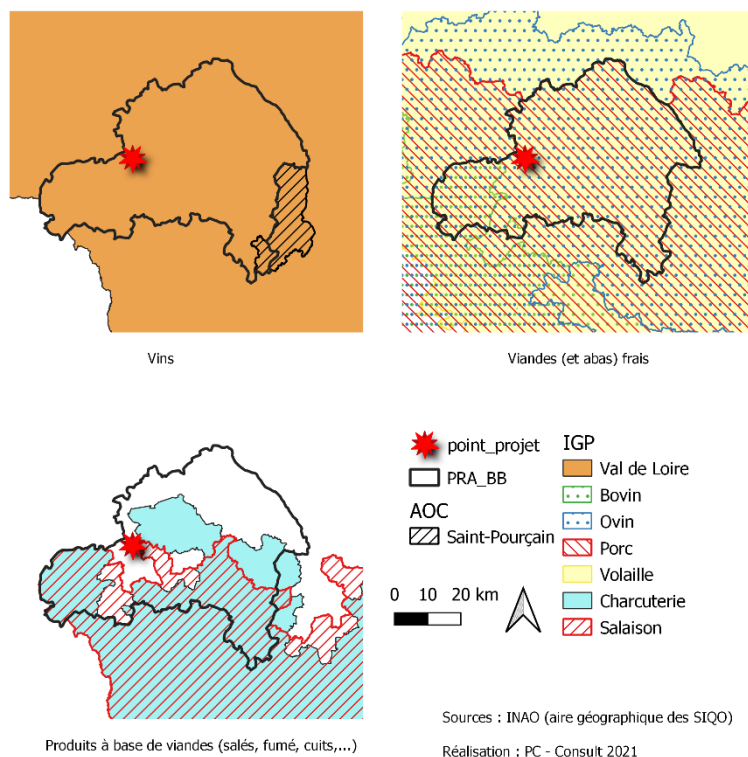 Vins
Viandes (et abas) frais
point_projet
PRA_BB
AOC
Saint-Pourçain
0 10 20 km
IGP
Val de Loire
Bovin
Ovin
Porc
Volaille
Charcuterie
Salaison
Produits à base de viandes (salés, fumé, cuits,...)
Sources : INAO (aire géographique des SIQO)
Réalisation : PC - Consult 2021